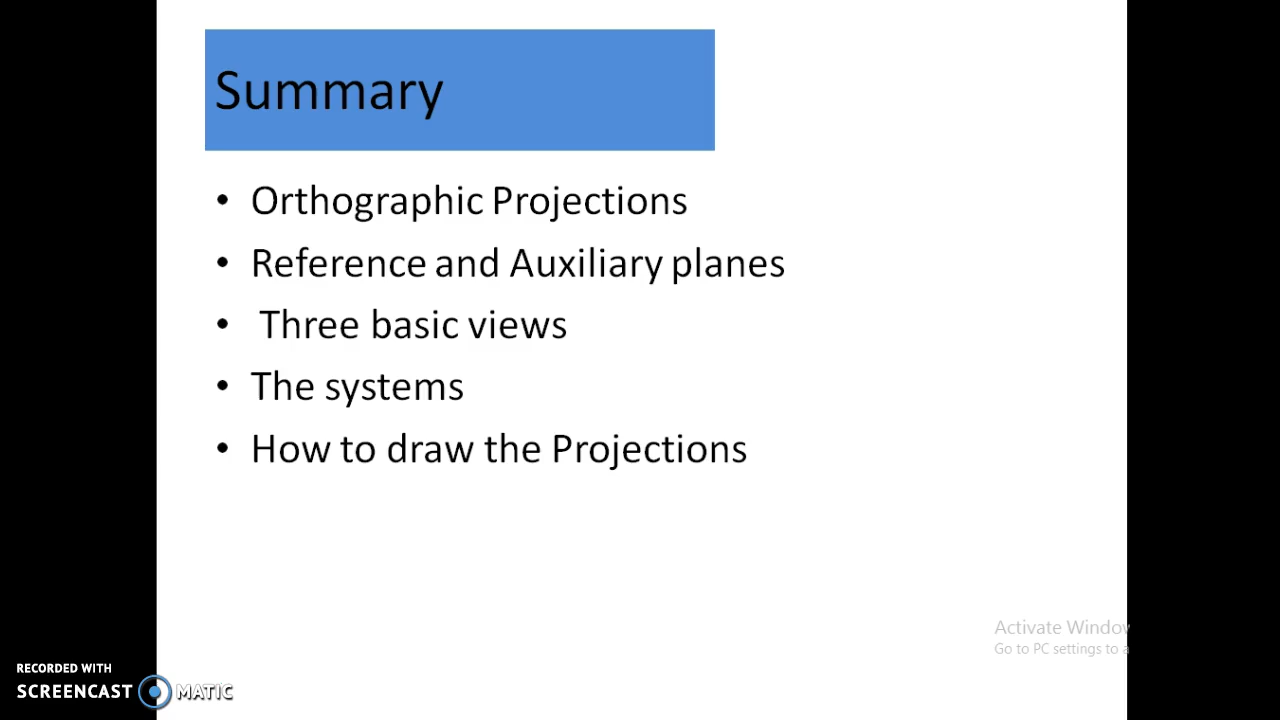 Summary
• Orthographic Projections
• Reference and Auxiliary planes
• Three basic views
• The systems
• How to draw the Projections
Activate Window
Go to PC settings to a
RECORDED WITH
SCREENCAST MATIC